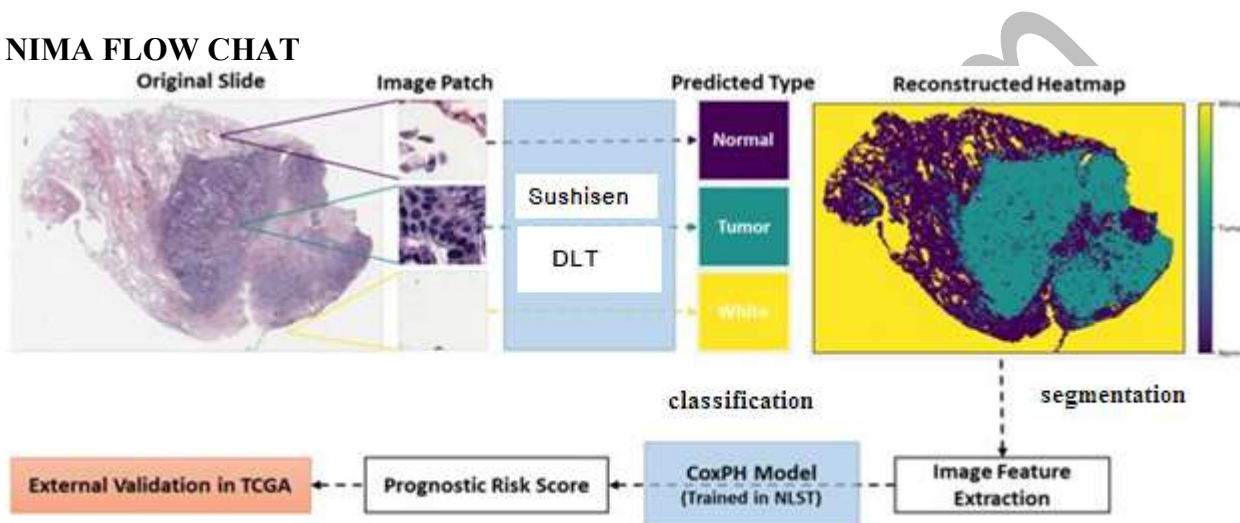 NIMA FLOW CHAT
Original Slide
Image Patch
Predicted Type
Reconstructed Heatmap
Normal
Sushisen
Tumor
DLT
White
classification
segmentation
External Validation in TCGA
Prognostic Risk Score
CoxPH Model
(Trained in NLST)
Image Feature
Extraction